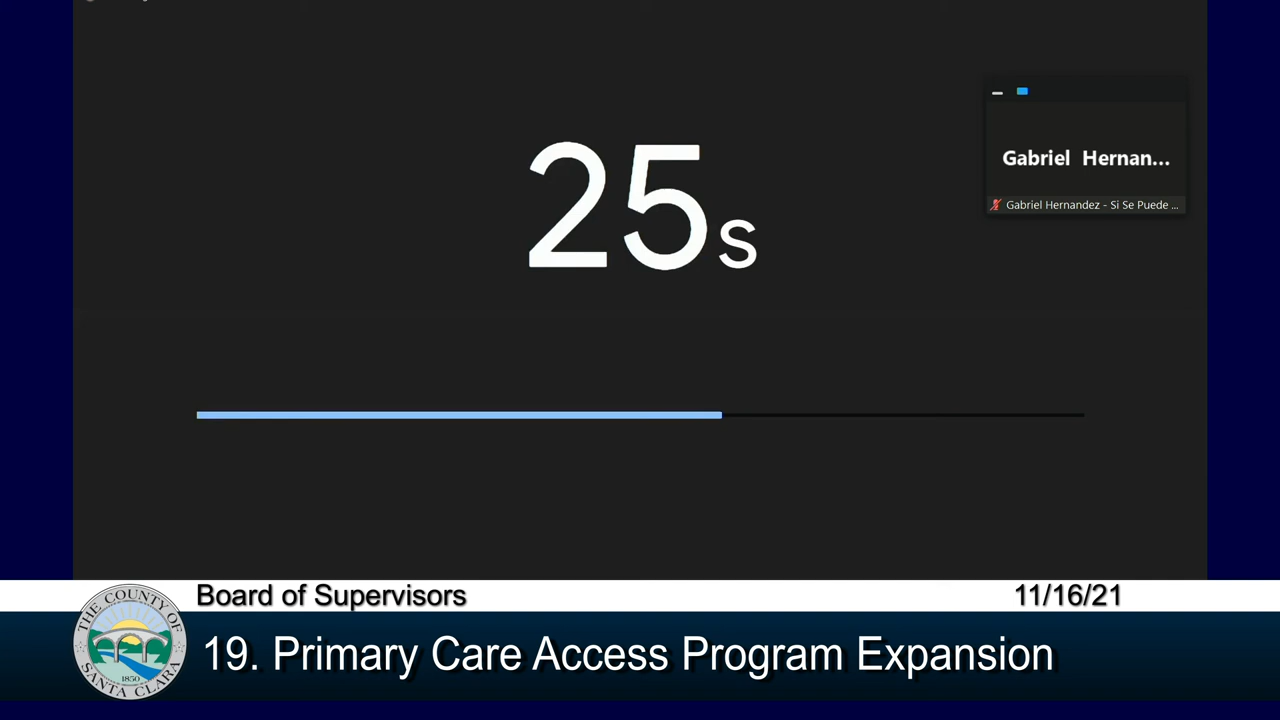 25s
Gabriel Hernan...
Gabriel Hernandez - Si Se Puede ...
Board of Supervisors
11/16/21
THE COUNTY OF
SANTA CLARA
1850
19. Primary Care Access Program Expansion